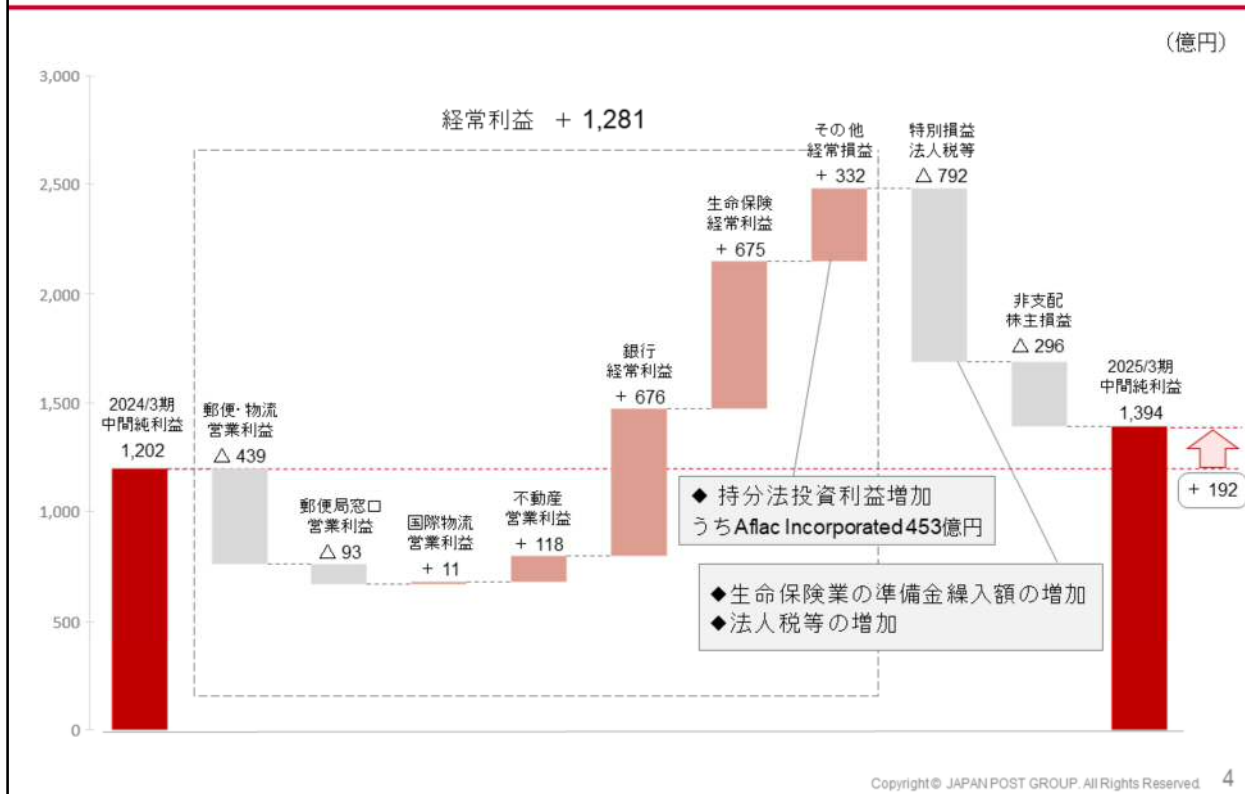 （億円）
3,000
2,500
2,000
1,500
1,000
500
0
経常利益 + 1,281
2024/3期
中間純利益
1,202
郵便・物流
営業利益
△ 439
郵便局窓口
営業利益
△ 93
国際物流
営業利益
+ 11
不動産
営業利益
+ 118
銀行
経常利益
+ 676
生命保険
経常利益
+ 675
その他
経常損益
+ 332
特別損益
法人税等
△ 792
非支配
株主損益
△ 296
2025/3期
中間純利益
1,394
+ 192
◆ 持分法投資利益増加
うちAflac Incorporated 453億円
◆生命保険業の準備金繰入額の増加
◆法人税等の増加
Copyright © JAPAN POST GROUP. All Rights Reserved.
4